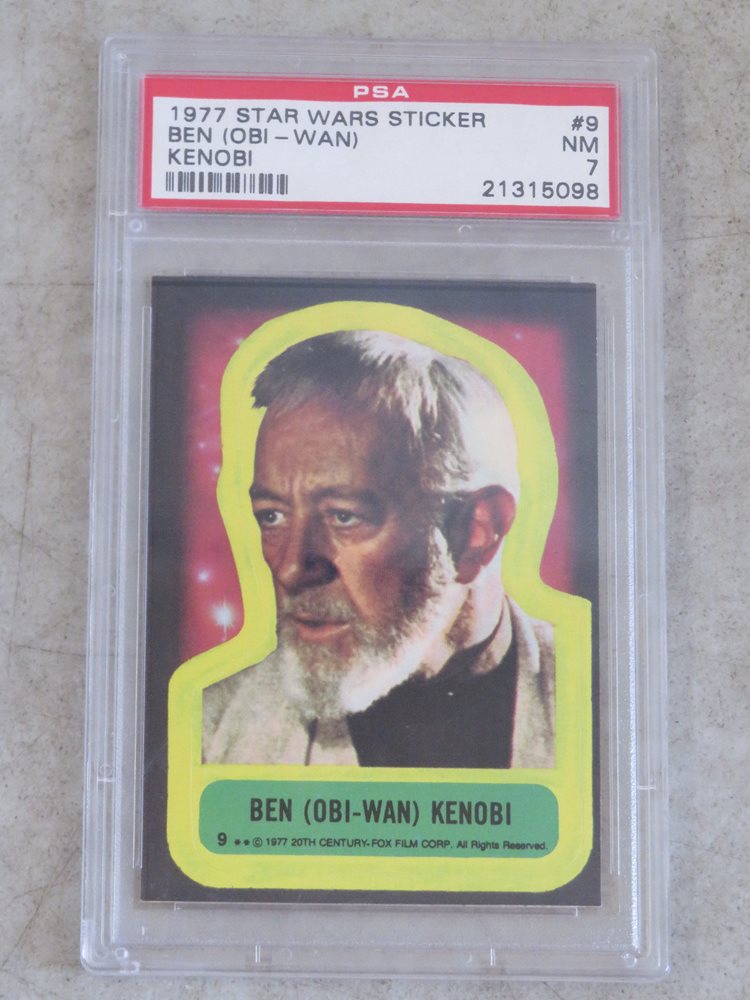 PSA
1977 STAR WARS STICKER #9
BEN (OBI-WAN) NM
KENOBI 7
21315098
BEN (OBI-WAN) KENOBI
9 ★★ © 1977 20TH CENTURY-FOX FILM CORP. All Rights Reserved.